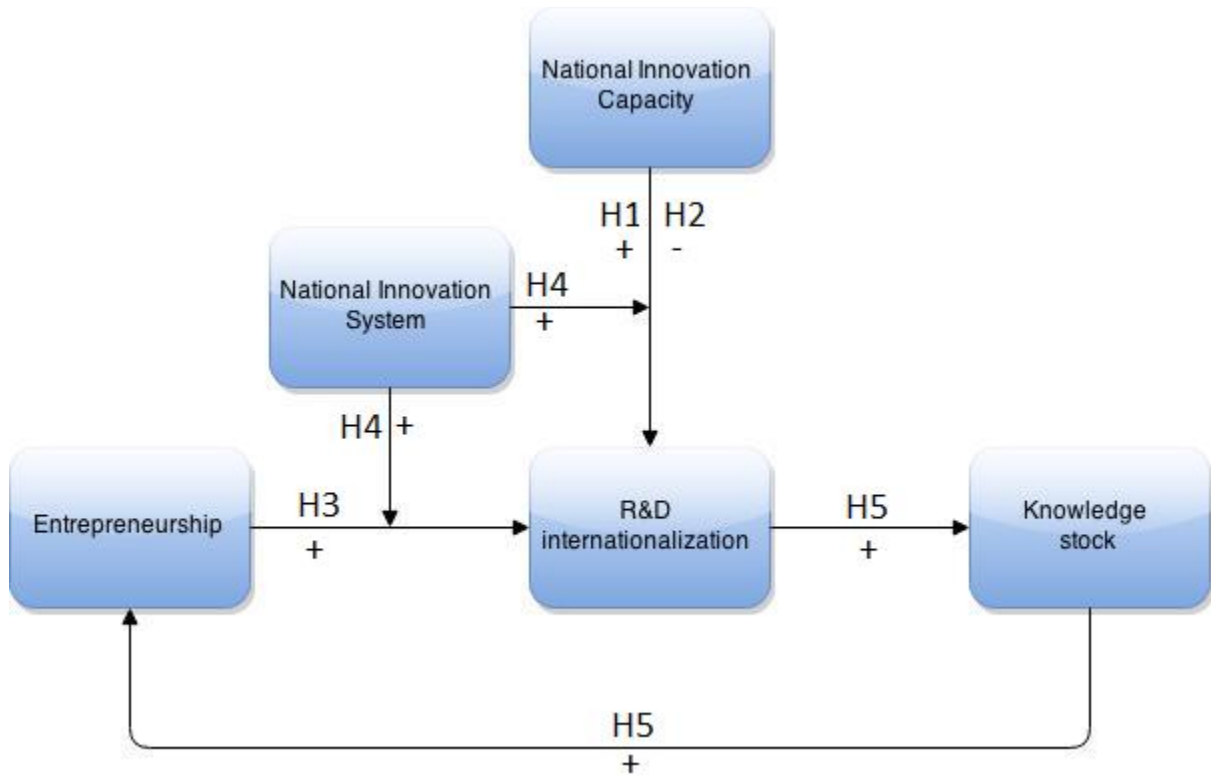 National Innovation
Capacity
H1 H2
+ -
National Innovation
System
H4
+
H4 +
Entrepreneurship
H3
+
R&D
internationalization
H5
+
Knowledge
stock
H5
+